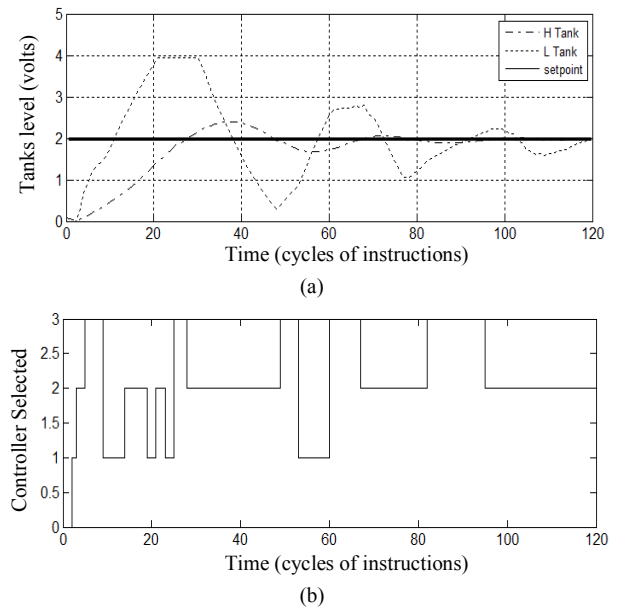 5
4
3
2
1
0
Tanks level (volts)
H Tank
L Tank
setpoint
0 20 40 60 80 100 120
Time (cycles of instructions)
(a)
3
2.5
2
1.5
1
0.5
0
Controller Selected
0 20 40 60 80 100 120
Time (cycles of instructions)
(b)